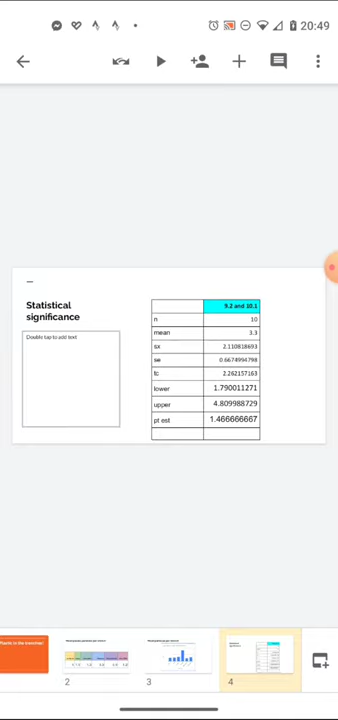 20:49
Statistical
significance
Double tap to add text
9.2 and 10.1
n 10
mean 3.3
sx 2.110818693
se 0.6674994798
tc 2.262157163
lower 1.790011271
upper 4.809988729
pt est 1.466666667
2
3
4